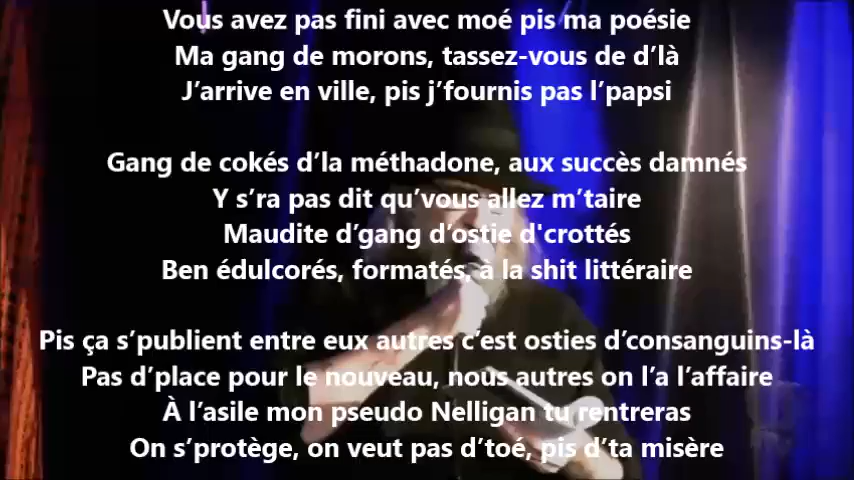 Vous avez pas fini avec moé pis ma poésie
Ma gang de morons, tassez-vous de d’là
J’arrive en ville, pis j’fournis pas l’papsi
Gang de cokés d’la méthadone, aux succès damnés
Y s’ra pas dit qu’vous allez m’taire
Maudite d’gang d’ostie d'crottés
Ben édulcorés, formatés, à la shit littéraire
Pis ça s’publient entre eux autres c’est osties d’consanguins-là
Pas d’place pour le nouveau, nous autres on l’a l’affaire
À l’asile mon pseudo Nelligan tu rentreras
On s’protège, on veut pas d’toé, pis d’ta misère